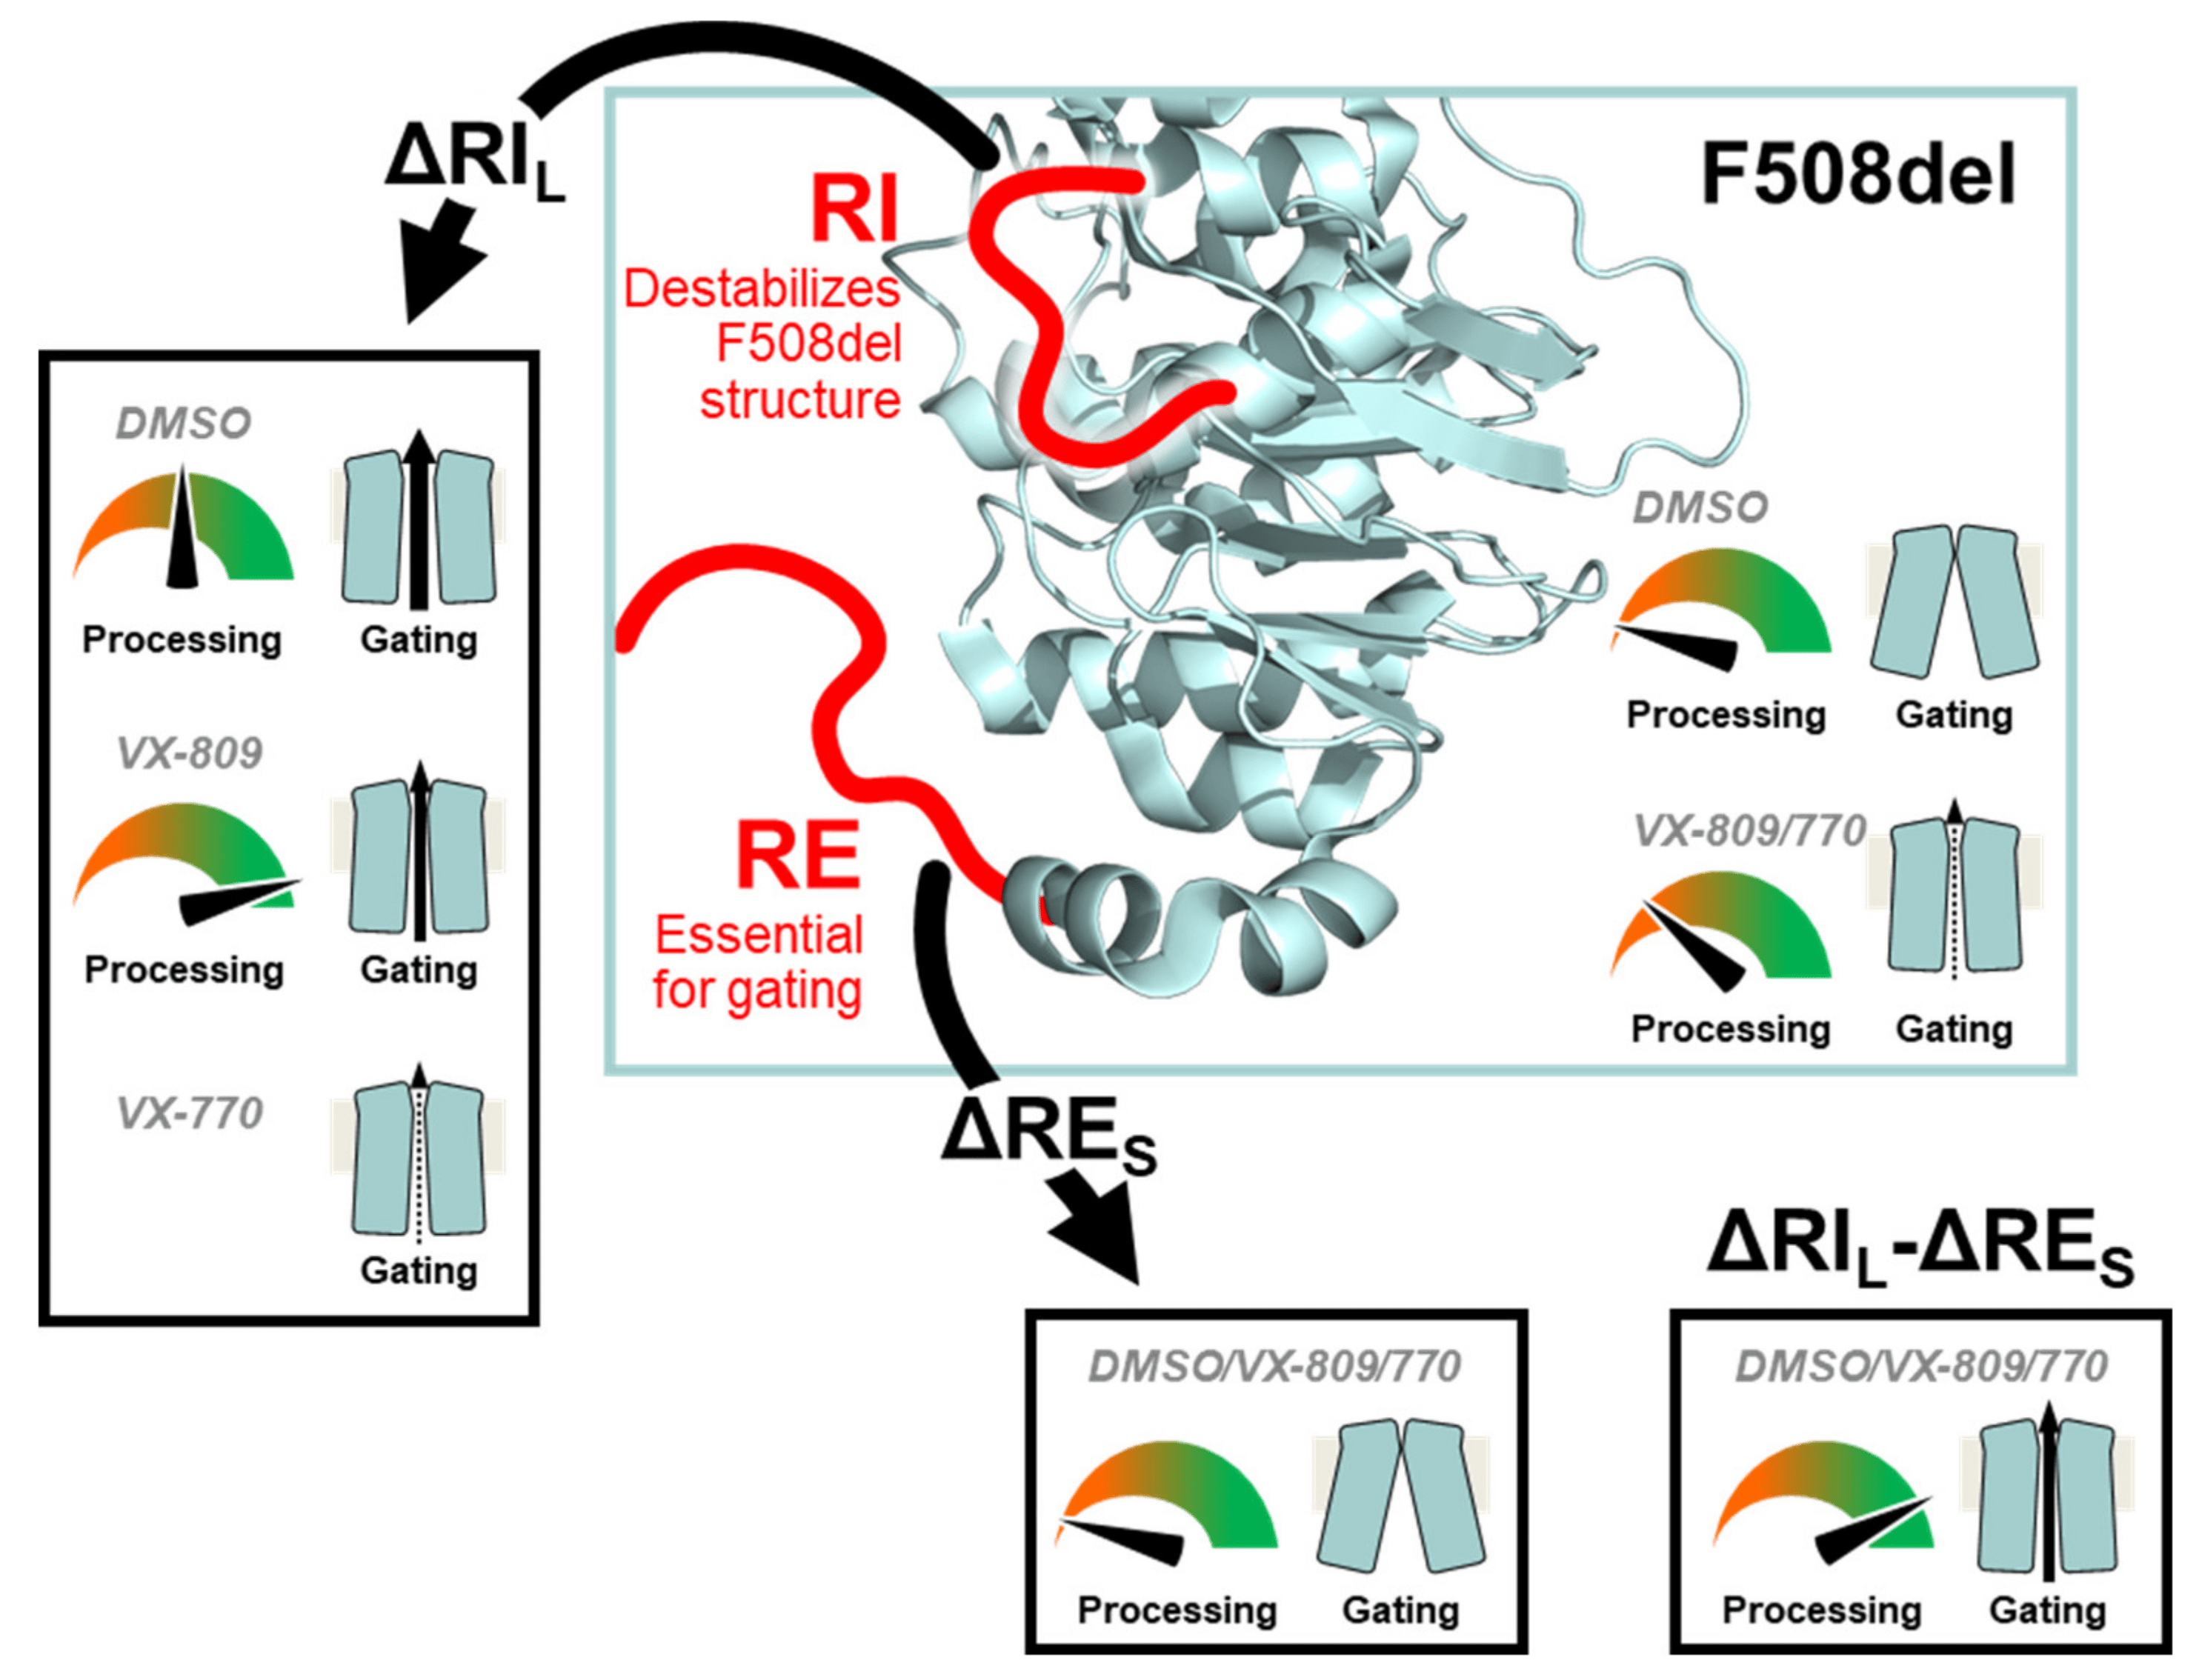 ΔRIL
F508del
RI
Destabilizes
F508del
structure
DMSO
Processing
Gating
VX-809
Processing
Gating
VX-770
Gating
DMSO
Processing
Gating
VX-809/770
Processing
Gating
RE
Essential
for gating
ΔRES
DMSO/VX-809/770
Processing
Gating
ΔRIL-ΔRES
DMSO/VX-809/770
Processing
Gating